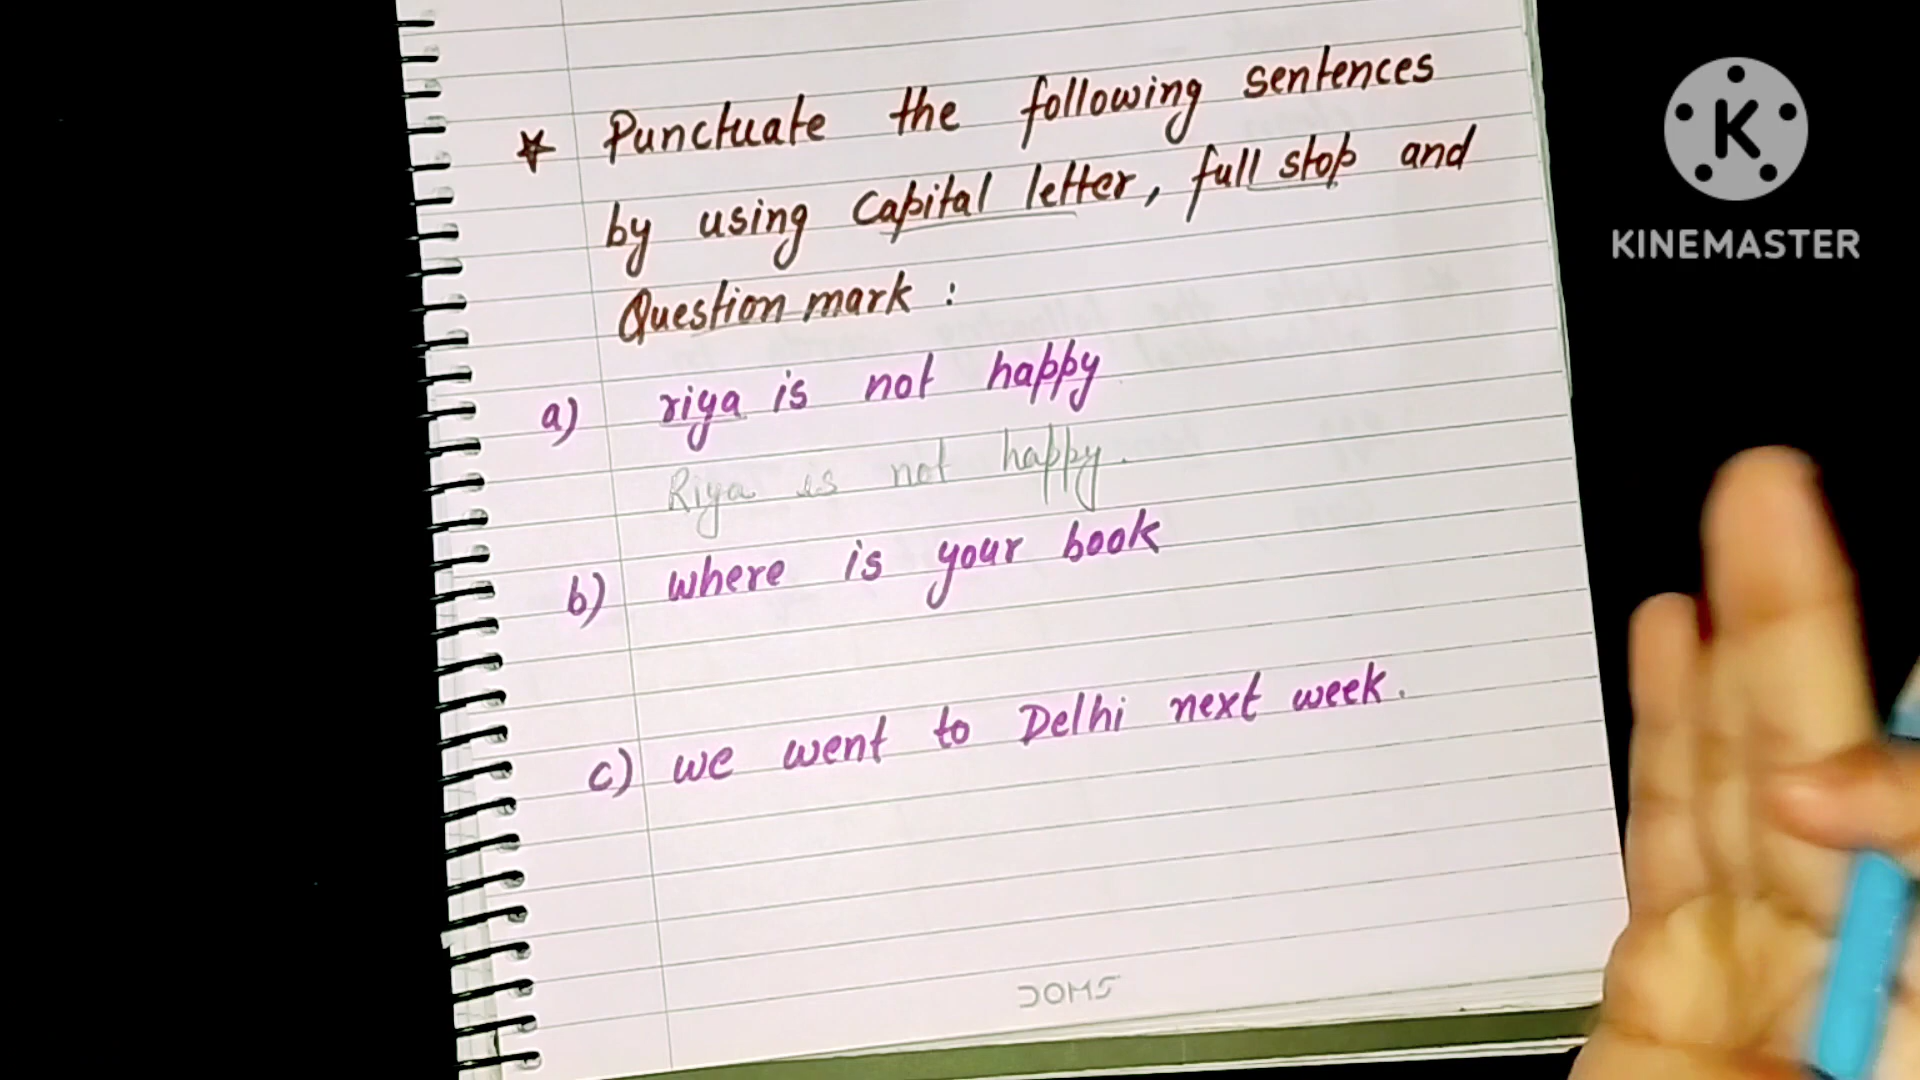 * Punctuate the following sentences
by using capital letter, full stop and
Question mark :
a) riya is not happy
Riya is not happy.
b) where is your book
c) we went to Delhi next week.
DOMS
K
KINEMASTER